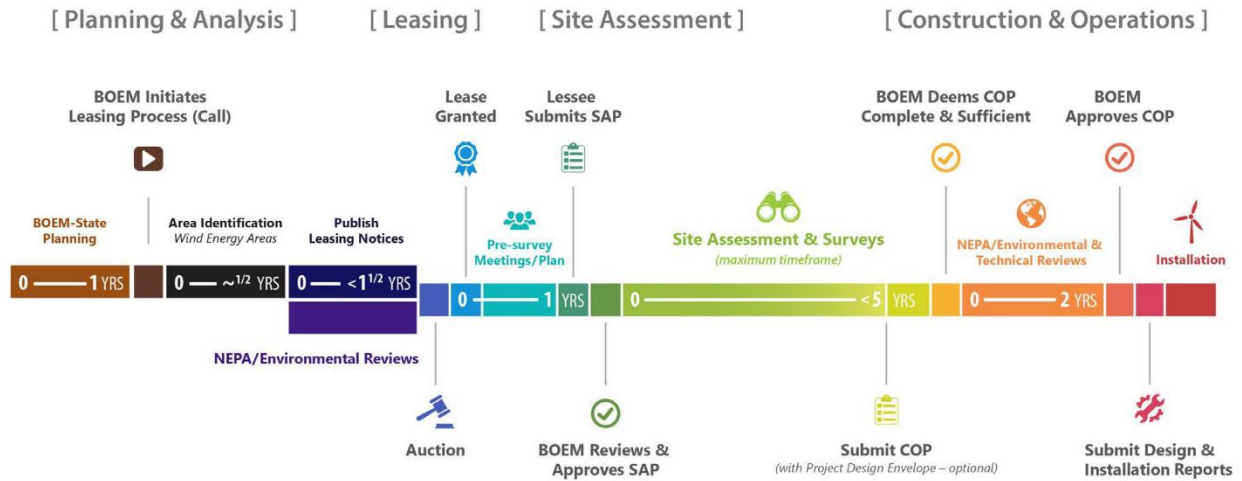 [ Planning & Analysis ]
[ Leasing ]
[ Site Assessment ]
[ Construction & Operations ]
BOEM Initiates
Leasing Process (Call)
Lease
Granted
Lessee
Submits SAP
BOEM Deems COP
Complete & Sufficient
BOEM
Approves COP
BOEM-State
Planning
Area Identification
Wind Energy Areas
Publish
Leasing Notices
Pre-survey
Meetings/Plan
Site Assessment & Surveys
(maximum timeframe)
NEPA/Environmental &
Technical Reviews
Installation
0 — 1 YRS
0 — ~1/2 YRS
0 — <1 1/2 YRS
0 — 1 YRS
0 — <5 YRS
0 — 2 YRS
NEPA/Environmental Reviews
Auction
BOEM Reviews &
Approves SAP
Submit COP
(with Project Design Envelope – optional)
Submit Design &
Installation Reports